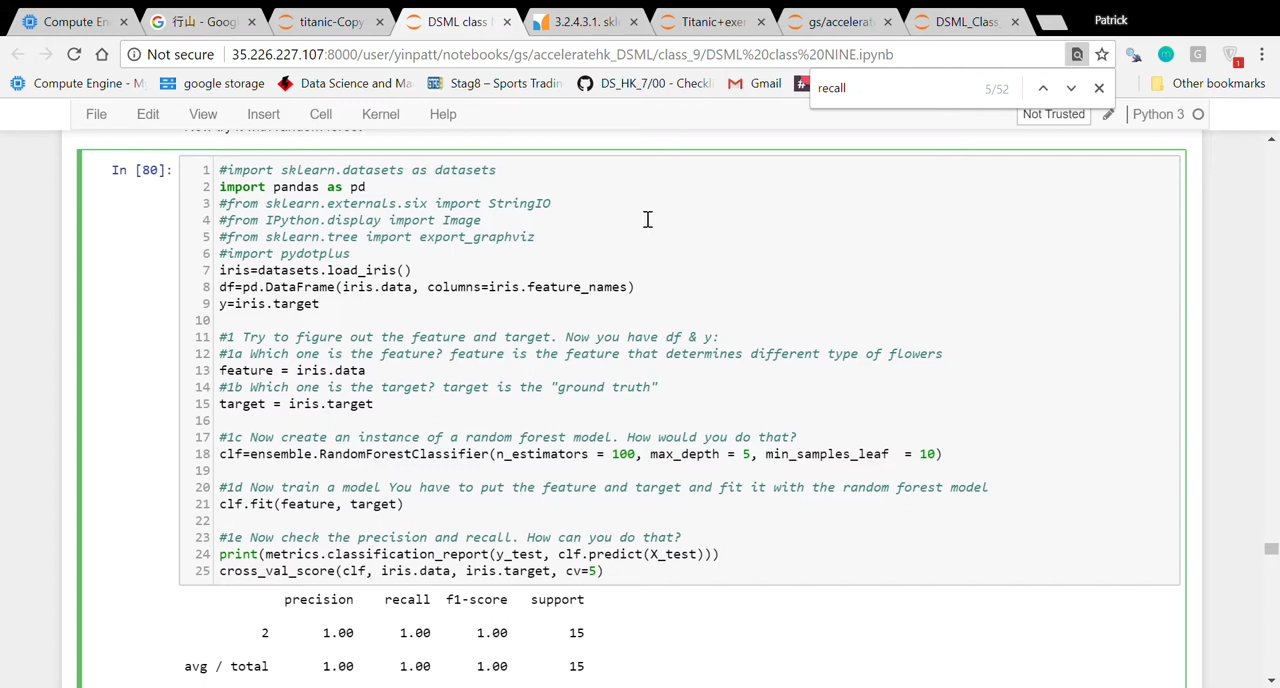 Compute Eng
行山 - Goog
titanic-Copy
DSML class
3.2.4.3.1. skl
Titanic+exer
gs/accelerat
DSML_Class_
Patrick
Not secure
35.226.227.107:8000/user/yinpatt/notebooks/gs/acceleratehk_DSML/class_9/DSML%20class%20NINE.ipynb
Compute Engine - M
google storage
Data Science and Ma
Stag8 – Sports Tradin
DS_HK_7/00 - Check
Gmail
Other bookmarks
recall
5/52
File Edit View Insert Cell Kernel Help
Not Trusted
Python 3
In [80]:
1 #import sklearn.datasets as datasets
2 import pandas as pd
3 #from sklearn.externals.six import StringIO
4 #from IPython.display import Image
5 #from sklearn.tree import export_graphviz
6 #import pydotplus
7 iris=datasets.load_iris()
8 df=pd.DataFrame(iris.data, columns=iris.feature_names)
9 y=iris.target
10
11 #1 Try to figure out the feature and target. Now you have df & y:
12 #1a Which one is the feature? feature is the feature that determines different type of flowers
13 feature = iris.data
14 #1b Which one is the target? target is the "ground truth"
15 target = iris.target
16
17 #1c Now create an instance of a random forest model. How would you do that?
18 clf=ensemble.RandomForestClassifier(n_estimators = 100, max_depth = 5, min_samples_leaf  = 10)
19
20 #1d Now train a model You have to put the feature and target and fit it with the random forest model
21 clf.fit(feature, target)
22
23 #1e Now check the precision and recall. How can you do that?
24 print(metrics.classification_report(y_test, clf.predict(X_test)))
25 cross_val_score(clf, iris.data, iris.target, cv=5)
precision recall f1-score support
2 1.00 1.00 1.00 15
avg / total 1.00 1.00 1.00 15